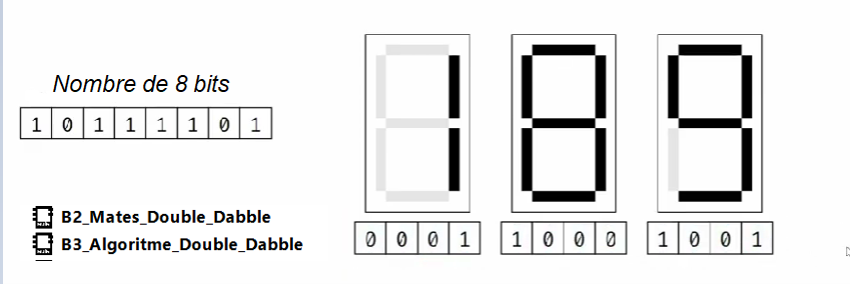 Nombre de 8 bits
1 0 1 1 1 1 0 1
B2_Mates_Double_Dabble
B3_Algoritme_Double_Dabble
189
0 0 0 1 1 0 0 0 1 0 0 1